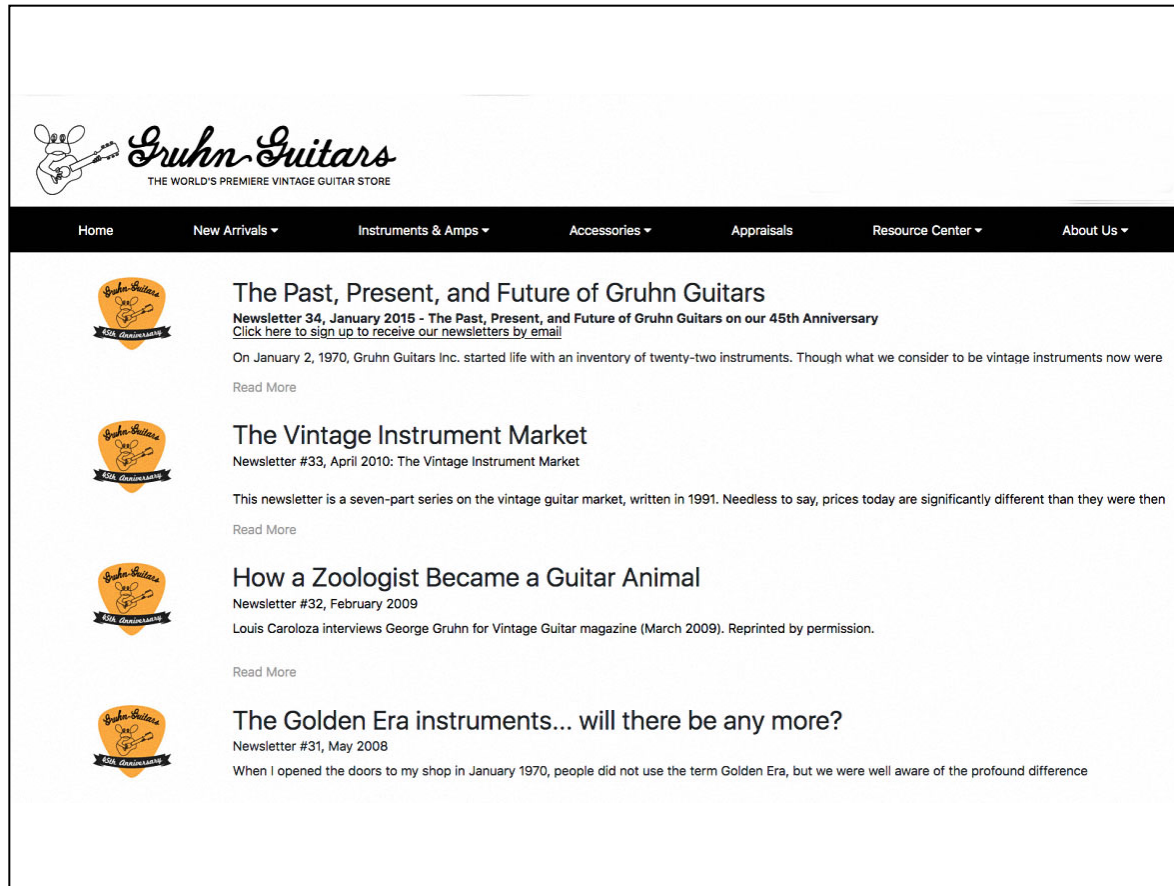 Gruhn Guitars
THE WORLD'S PREMIERE VINTAGE GUITAR STORE
Home New Arrivals Instruments & Amps Accessories Appraisals Resource Center About Us
Gruhn-Guitars
45th Anniversary
The Past, Present, and Future of Gruhn Guitars
Newsletter 34, January 2015 - The Past, Present, and Future of Gruhn Guitars on our 45th Anniversary
Click here to sign up to receive our newsletters by email
On January 2, 1970, Gruhn Guitars Inc. started life with an inventory of twenty-two instruments. Though what we consider to be vintage instruments now were
Read More
Gruhn-Guitars
45th Anniversary
The Vintage Instrument Market
Newsletter #33, April 2010: The Vintage Instrument Market
This newsletter is a seven-part series on the vintage guitar market, written in 1991. Needless to say, prices today are significantly different than they were then
Read More
Gruhn-Guitars
45th Anniversary
How a Zoologist Became a Guitar Animal
Newsletter #32, February 2009
Louis Caroloza interviews George Gruhn for Vintage Guitar magazine (March 2009). Reprinted by permission.
Read More
Gruhn-Guitars
45th Anniversary
The Golden Era instruments... will there be any more?
Newsletter #31, May 2008
When I opened the doors to my shop in January 1970, people did not use the term Golden Era, but we were well aware of the profound difference